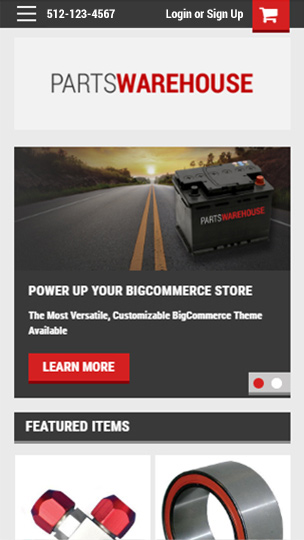 512-123-4567 Login or Sign Up
PARTSWAREHOUSE
PARTSWAREHOUSE
POWER UP YOUR BIGCOMMERCE STORE
The Most Versatile, Customizable BigCommerce Theme
Available
LEARN MORE
FEATURED ITEMS